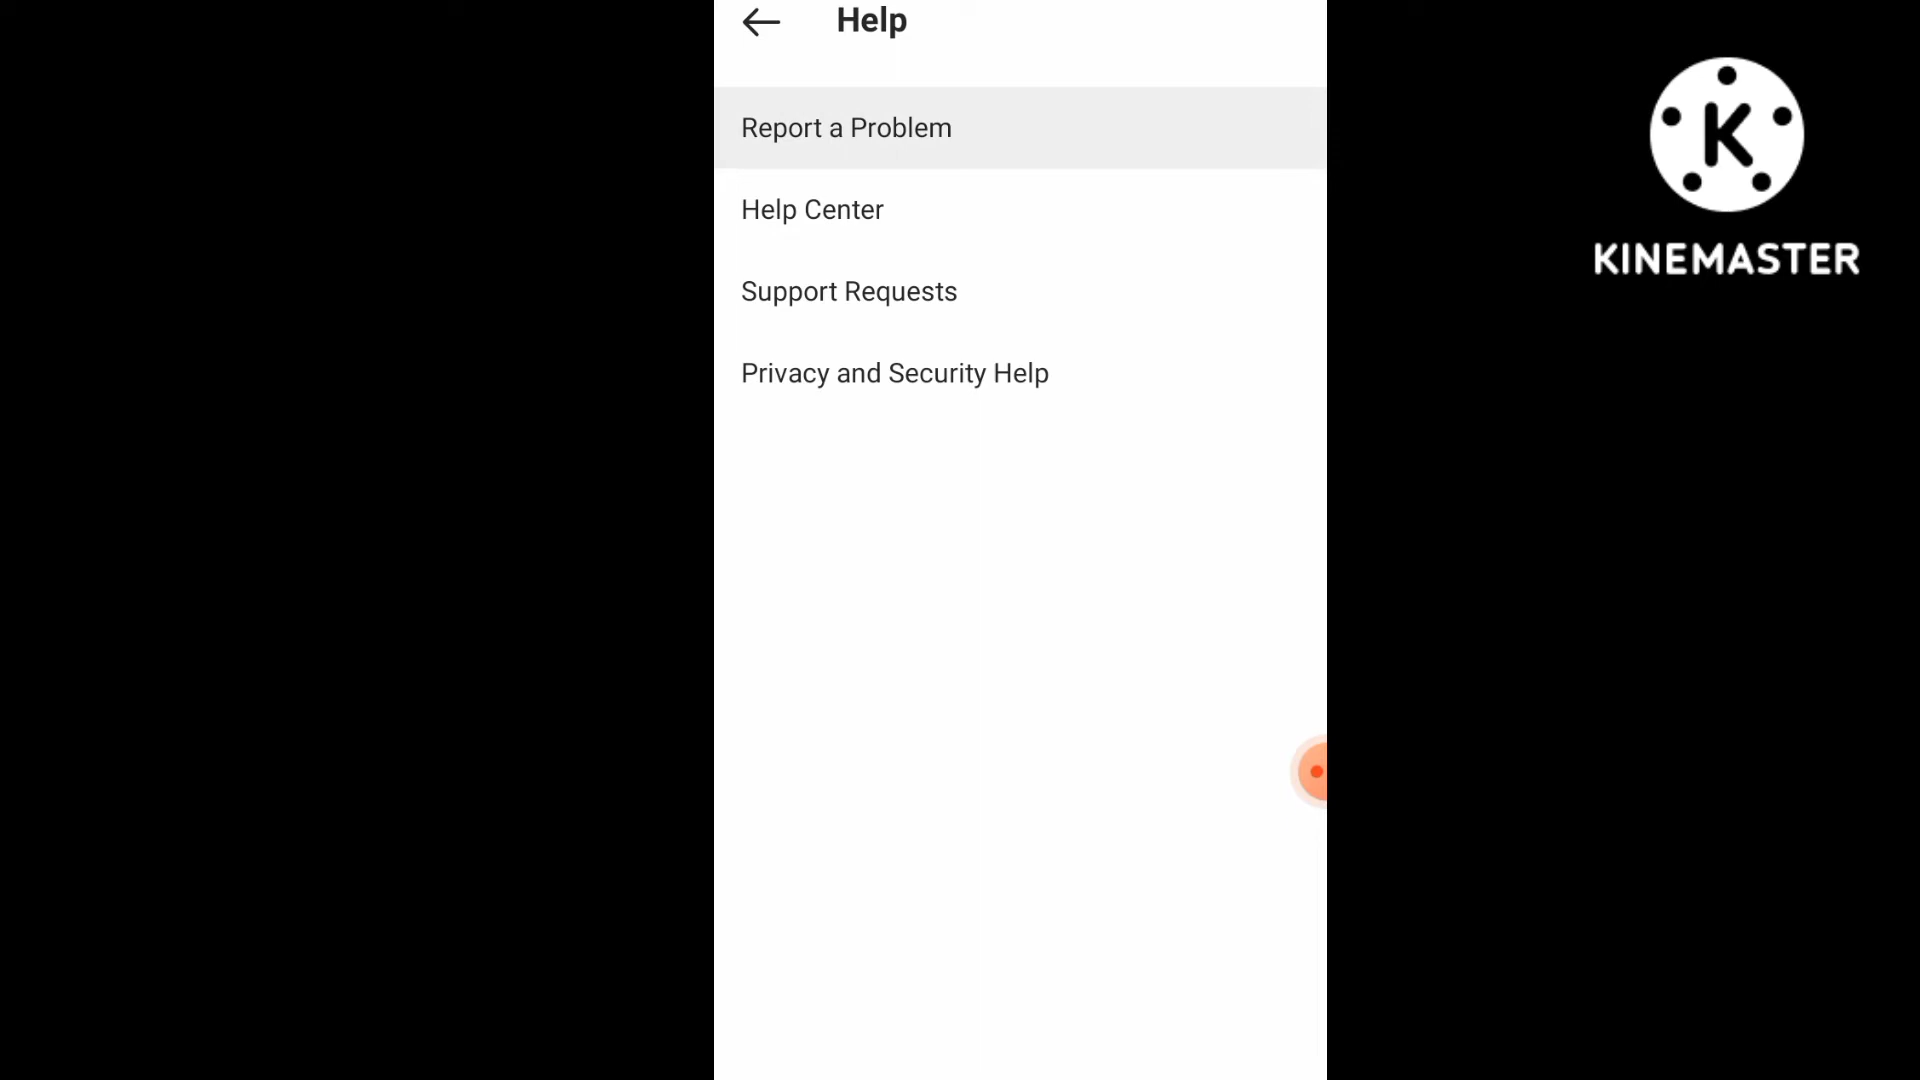 Help
Report a Problem
Help Center
Support Requests
Privacy and Security Help
K
KINEMASTER